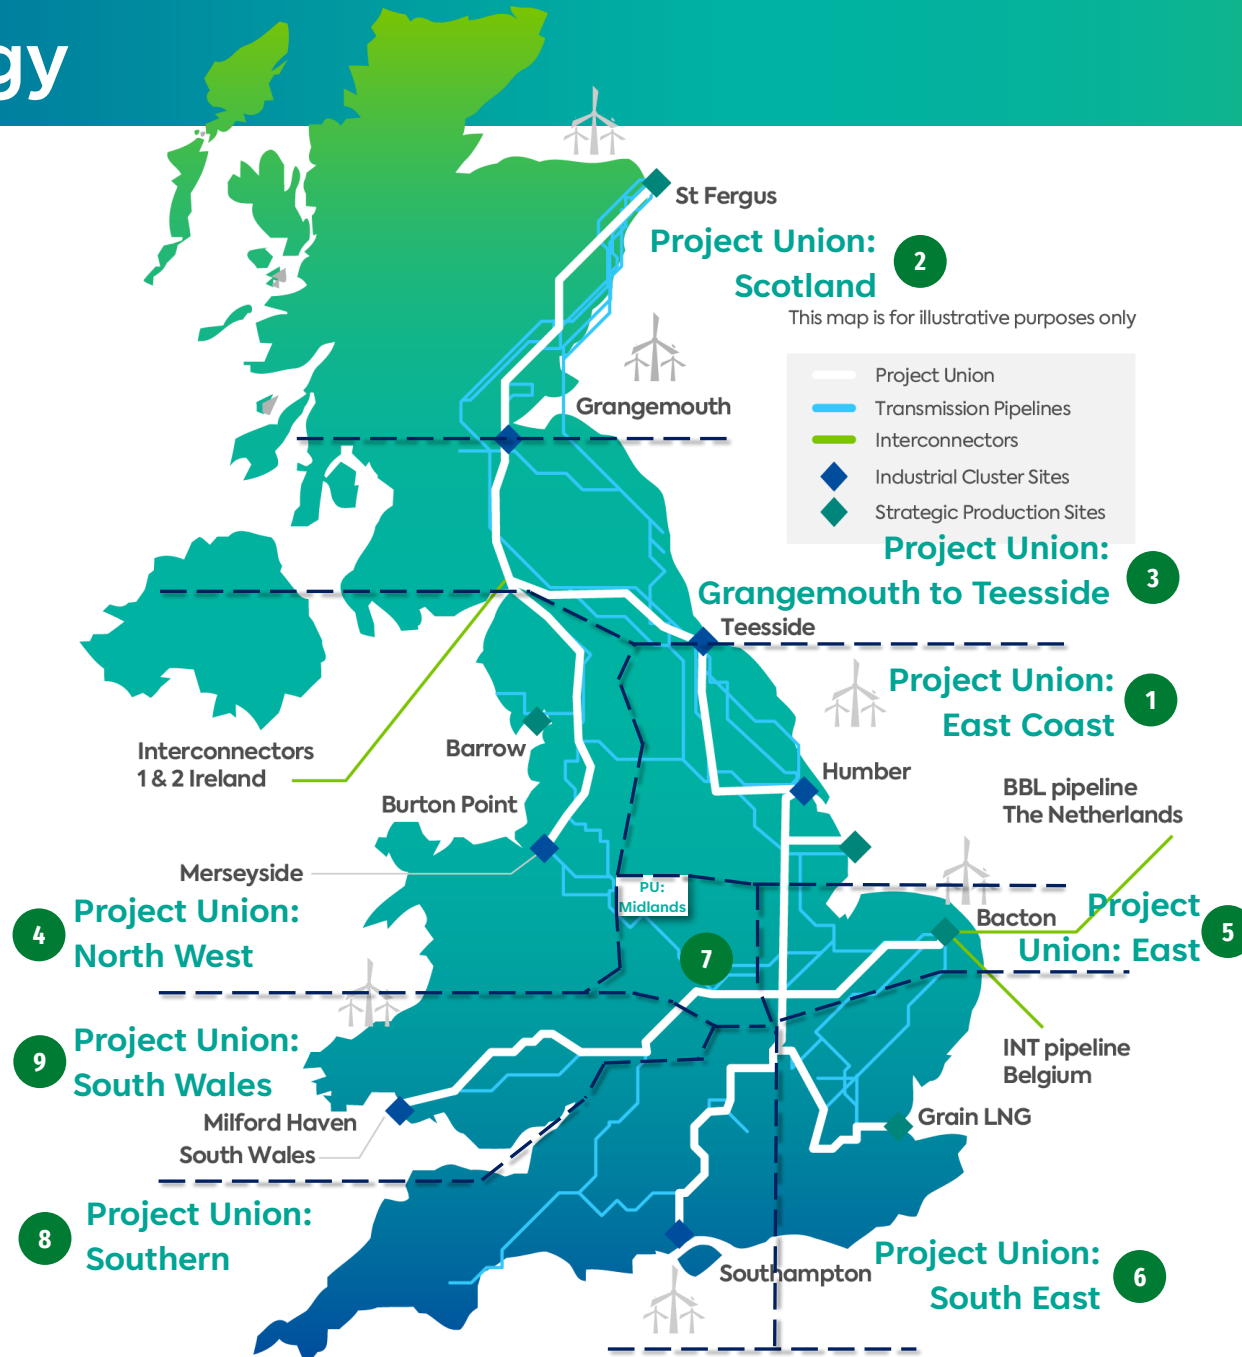 gy
St Fergus
Project Union:
Scotland
2
This map is for illustrative purposes only
Project Union
Transmission Pipelines
Interconnectors
Industrial Cluster Sites
Strategic Production Sites
Grangemouth
Project Union:
Grangemouth to Teesside
3
Teesside
Project Union:
East Coast
1
Interconnectors
1 & 2 Ireland
Barrow
Burton Point
Humber
BBL pipeline
The Netherlands
Merseyside
PU:
Midlands
7
4
Project Union:
North West
Bacton
Project
Union: East
5
9
Project Union:
South Wales
INT pipeline
Belgium
Milford Haven
South Wales
Grain LNG
8
Project Union:
Southern
Southampton
Project Union:
South East
6